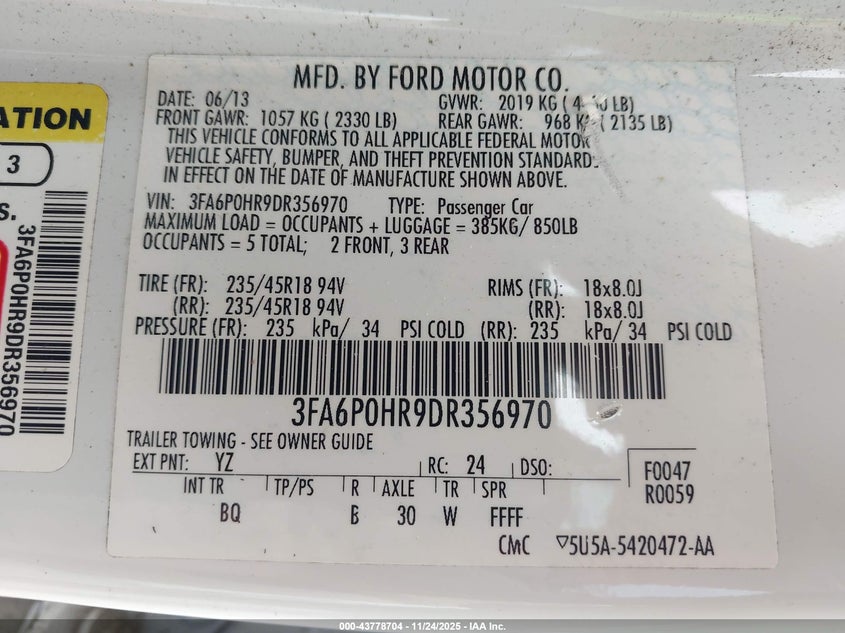 ATION
3
S.
3FA6P0HR9DR356970
MFD. BY FORD MOTOR CO.
DATE: 06/13 GVWR: 2019 KG ( LB)
FRONT GAWR: 1057 KG ( 2330 LB) REAR GAWR: 968 KG ( 2135 LB)
THIS VEHICLE CONFORMS TO ALL APPLICABLE FEDERAL MOTOR
VEHICLE SAFETY, BUMPER, AND THEFT PREVENTION STANDARDS
IN EFFECT ON THE DATE OF MANUFACTURE SHOWN ABOVE.
VIN: 3FA6P0HR9DR356970 TYPE: Passenger Car
MAXIMUM LOAD = OCCUPANTS + LUGGAGE = 385KG/ 850LB
OCCUPANTS = 5 TOTAL; 2 FRONT, 3 REAR
TIRE (FR): 235/45R18 94V RIMS (FR): 18x8.0J
(RR): 235/45R18 94V (RR): 18x8.0J
PRESSURE (FR): 235 kPa/ 34 PSI COLD (RR): 235 kPa/ 34 PSI COLD
3FA6P0HR9DR356970
TRAILER TOWING - SEE OWNER GUIDE
EXT PNT: YZ RC: 24 DSO: F0047
R0059
INT TR TP/PS R AXLE TR SPR
BQ B 30 W FFFF
CMC ▽5U5A-5420472-AA
000-43778704 - 11/24/2025 - IAA Inc.